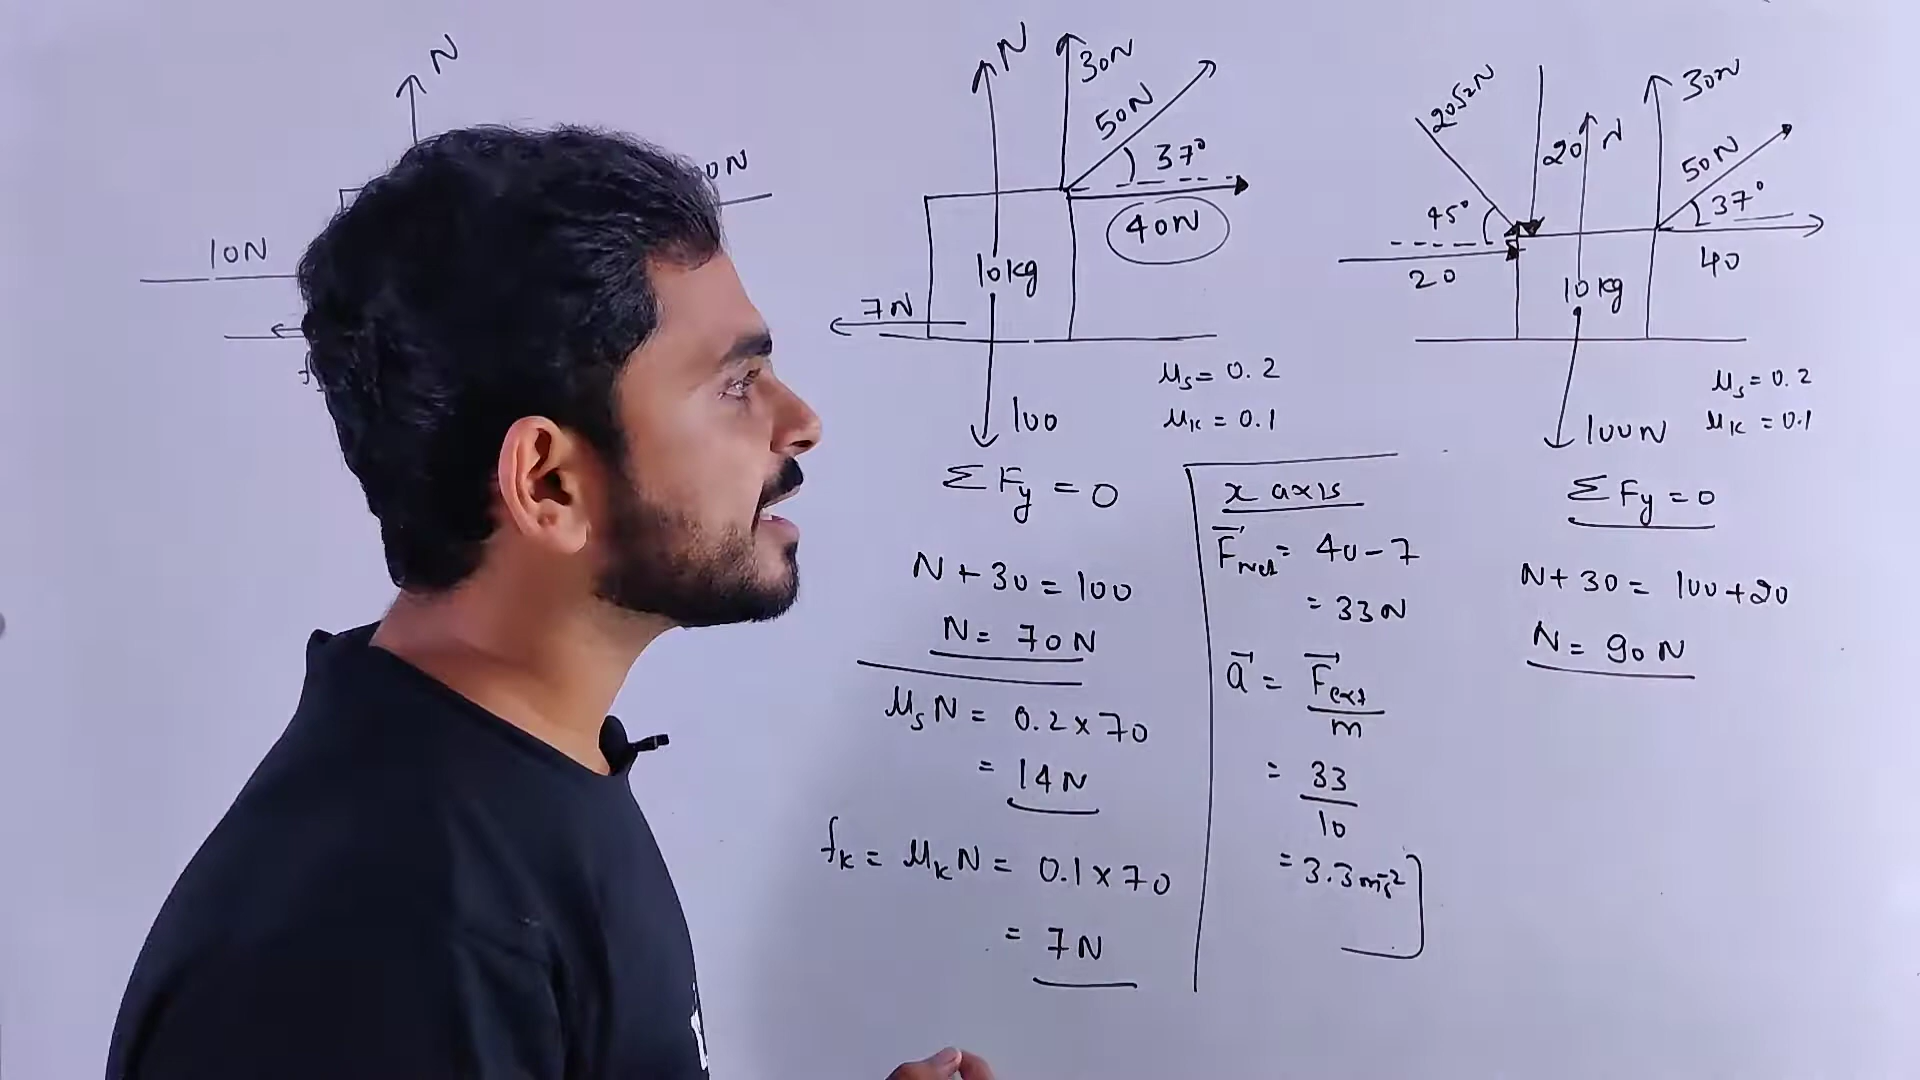 N
10N
N
30N
50N
37°
40N
10kg
7N
100
μs = 0.2
μk = 0.1
ΣFy = 0
N + 30 = 100
N = 70N
μsN = 0.2 × 70
= 14N
fk = μkN = 0.1 × 70
= 7N
x axis
Fnet = 40 - 7
= 33N
a = Fext
m
= 33
10
= 3.3 ms⁻²
20√2N
20
N
30N
50N
45°
37°
20
40
10kg
100N
μs = 0.2
μk = 0.1
ΣFy = 0
N + 30 = 100 + 20
N = 90N